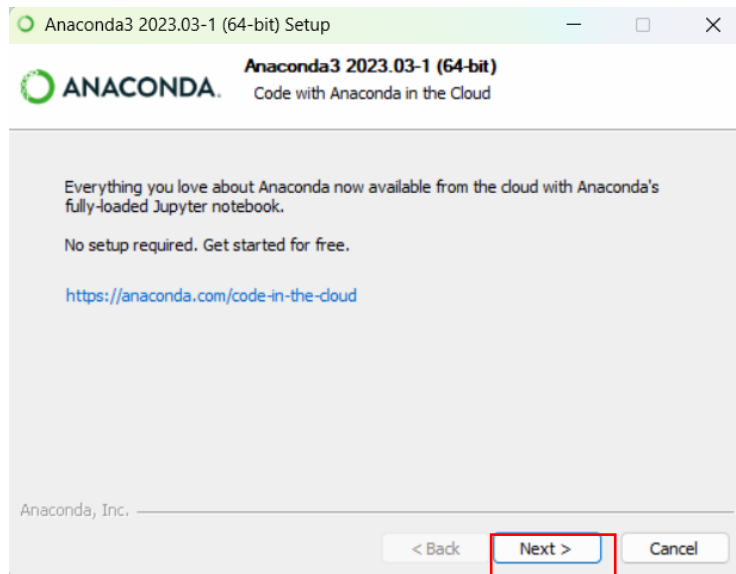 Anaconda3 2023.03-1 (64-bit) Setup
ANACONDA.
Anaconda3 2023.03-1 (64-bit)
Code with Anaconda in the Cloud
Everything you love about Anaconda now available from the cloud with Anaconda's
fully-loaded Jupyter notebook.
No setup required. Get started for free.
https://anaconda.com/code-in-the-cloud
Anaconda, Inc.
< Back
Next >
Cancel